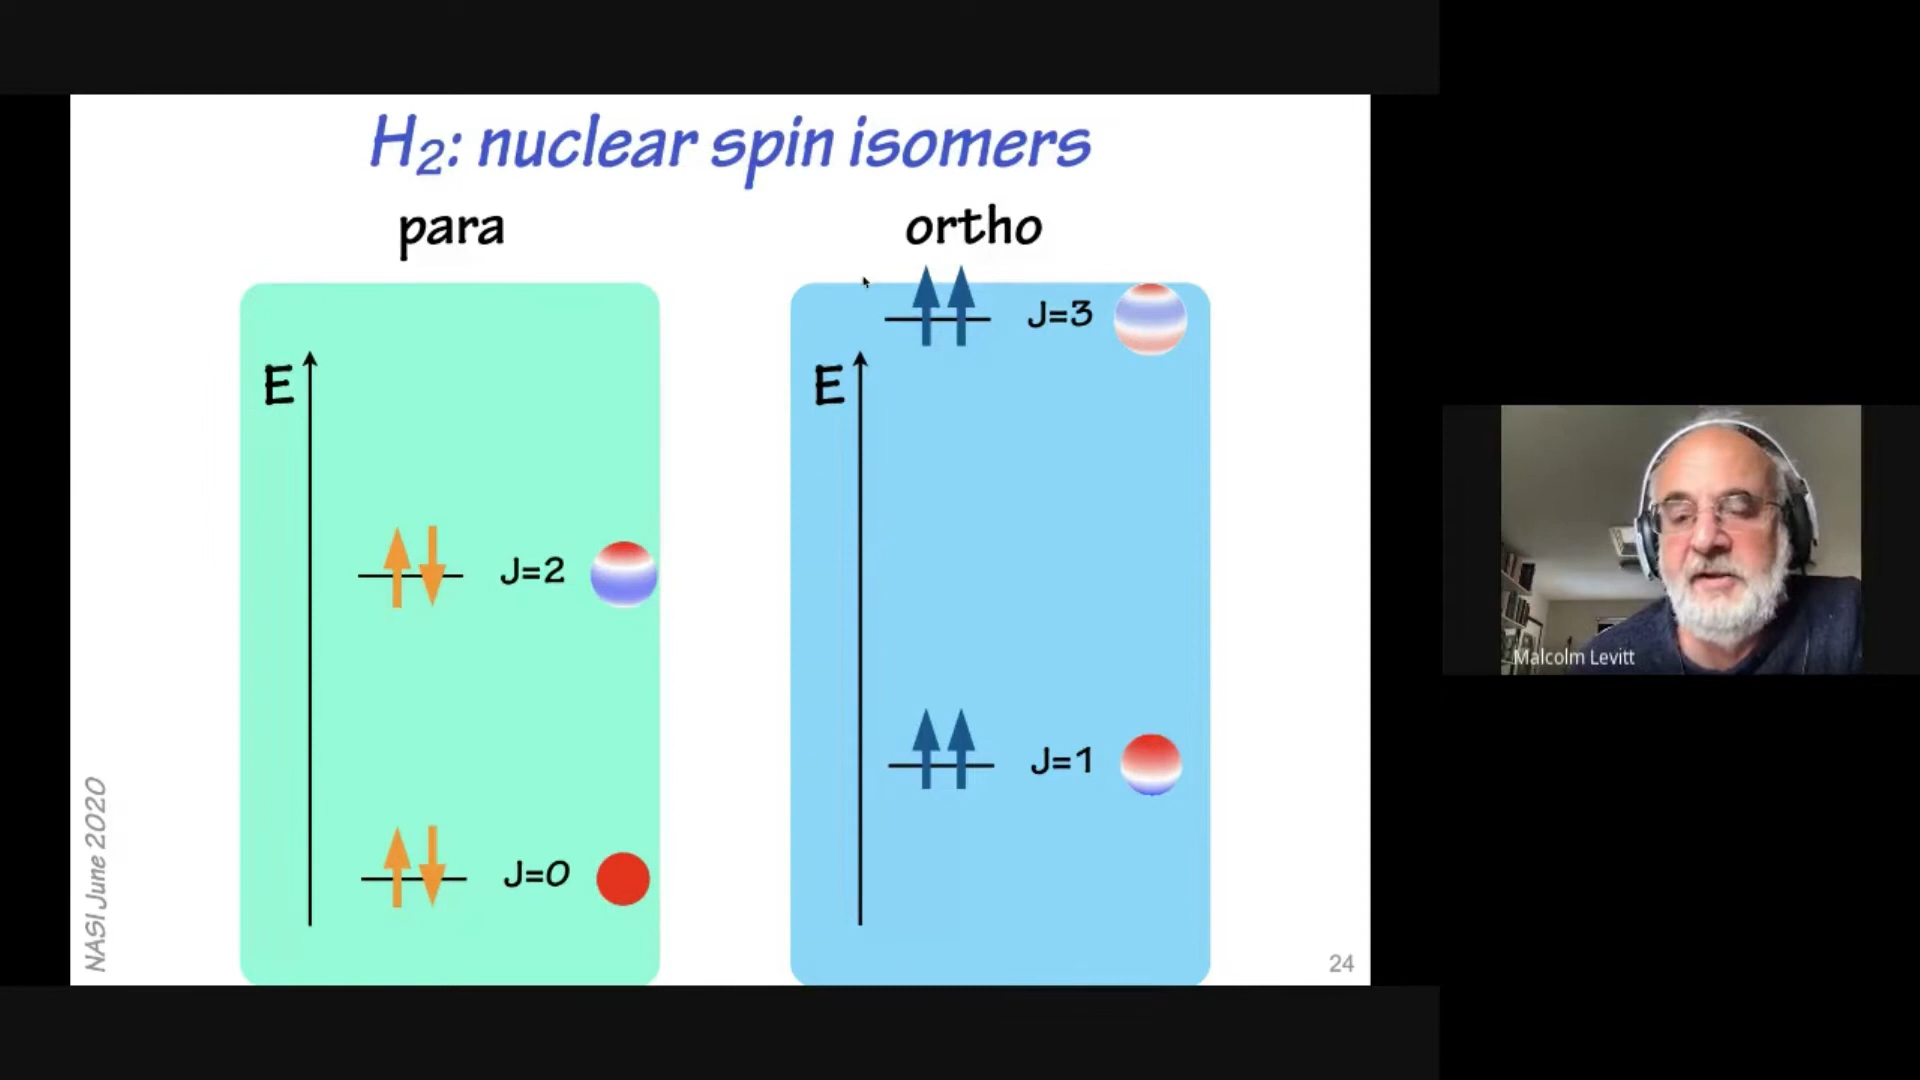 H₂: nuclear spin isomers
para
ortho
J=3
E
E
J=2
J=1
J=0
NASI June 2020
24
Malcolm Levitt